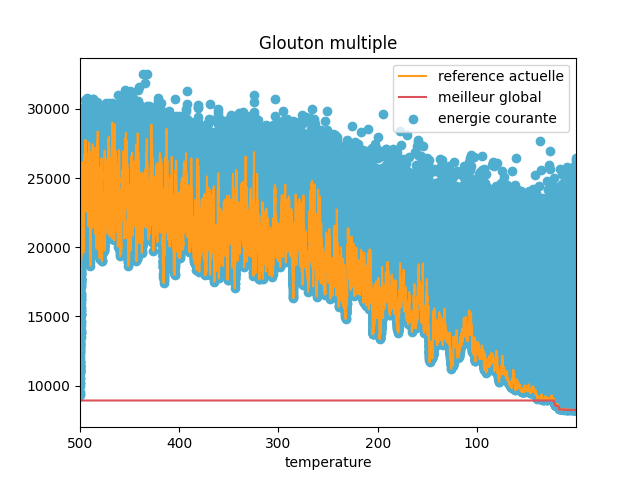 Glouton multiple
reference actuelle
meilleur global
energie courante
30000
25000
20000
15000
10000
500 400 300 200 100
temperature